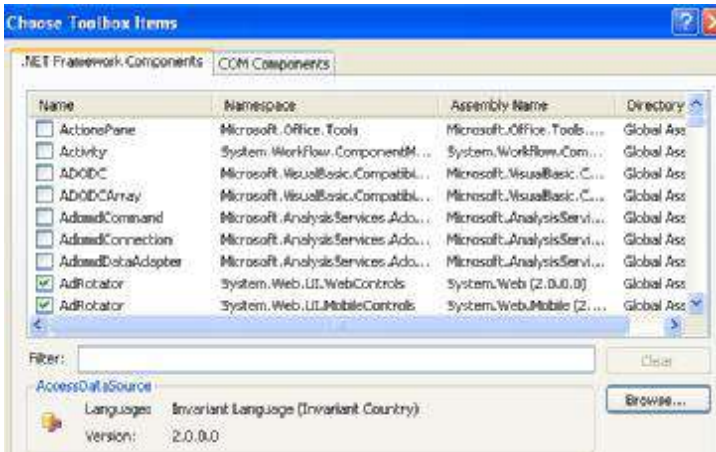 Choose Toolbox Items
.NET Framework Components COM Components
Name Namespace Assembly Name Directory
ActionsPane Microsoft.Office.Tools Microsoft.Office.Tools.... Global Ass
Activity System.Workflow.ComponentM... System.Workflow.Com... Global Ass
ADODC Microsoft.VisualBasic.Compatibi... Microsoft.VisualBasic.C... Global Ass
ADODCArray Microsoft.VisualBasic.Compatibi... Microsoft.VisualBasic.C... Global Ass
AdomdCommand Microsoft.AnalysisServices.Ado... Microsoft.AnalysisServi... Global Ass
AdomdConnection Microsoft.AnalysisServices.Ado... Microsoft.AnalysisServi... Global Ass
AdomdDataAdapter Microsoft.AnalysisServices.Ado... Microsoft.AnalysisServi... Global Ass
AdRotator System.Web.UI.WebControls System.Web (2.0.0.0) Global Ass
AdRotator System.Web.UI.MobileControls System.Web.Mobile (2.... Global Ass
Filter: Clear
AccessDataSource
Browse...
Language: Invariant Language (Invariant Country)
Version: 2.0.0.0